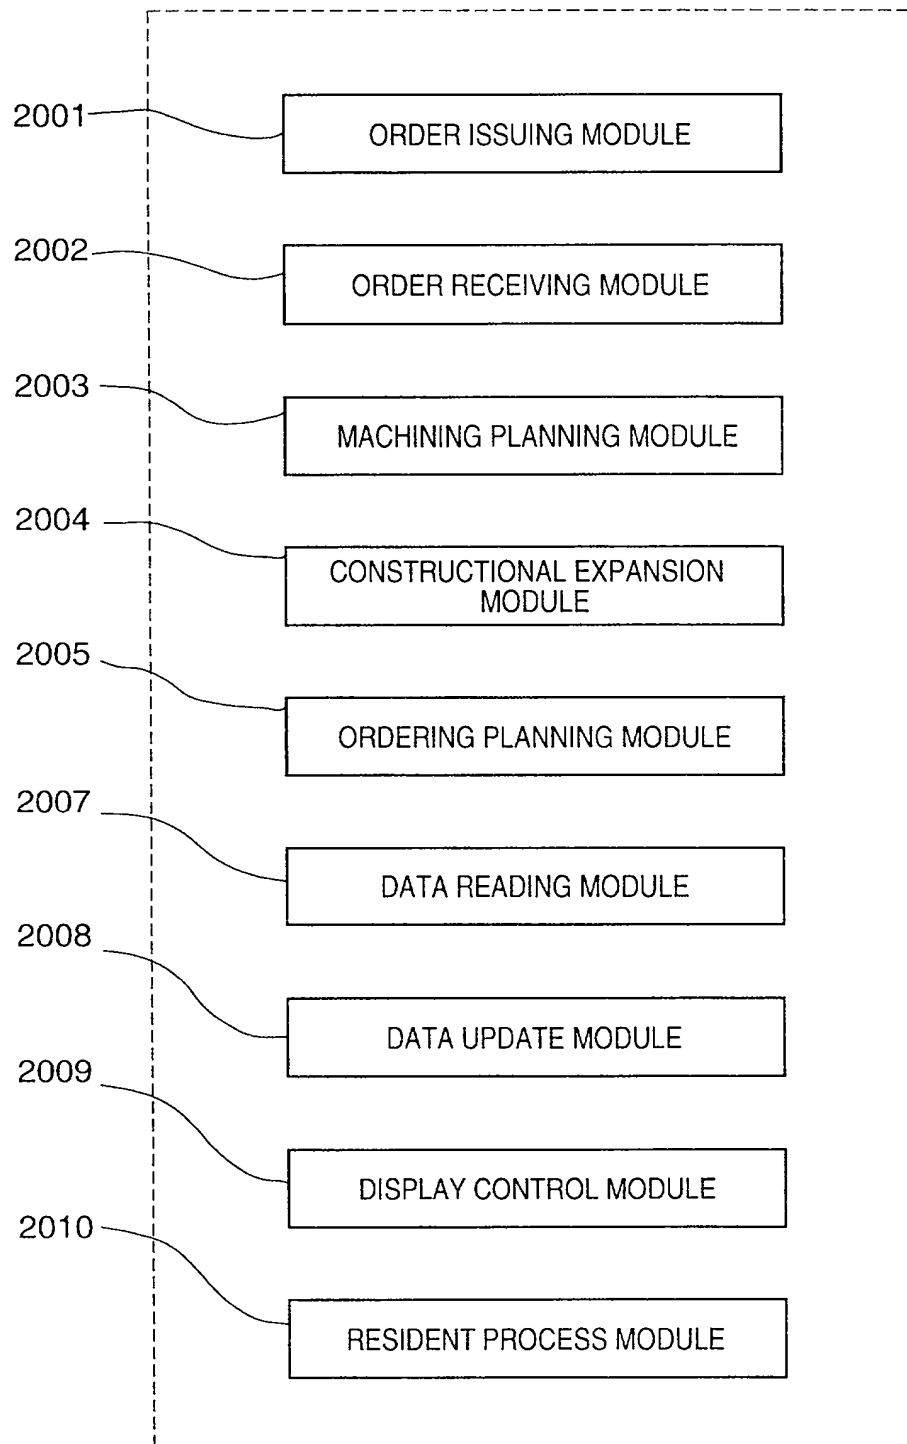 2001
ORDER ISSUING MODULE
2002
ORDER RECEIVING MODULE
2003
MACHINING PLANNING MODULE
2004
CONSTRUCTIONAL EXPANSION
MODULE
2005
ORDERING PLANNING MODULE
2007
DATA READING MODULE
2008
DATA UPDATE MODULE
2009
DISPLAY CONTROL MODULE
2010
RESIDENT PROCESS MODULE